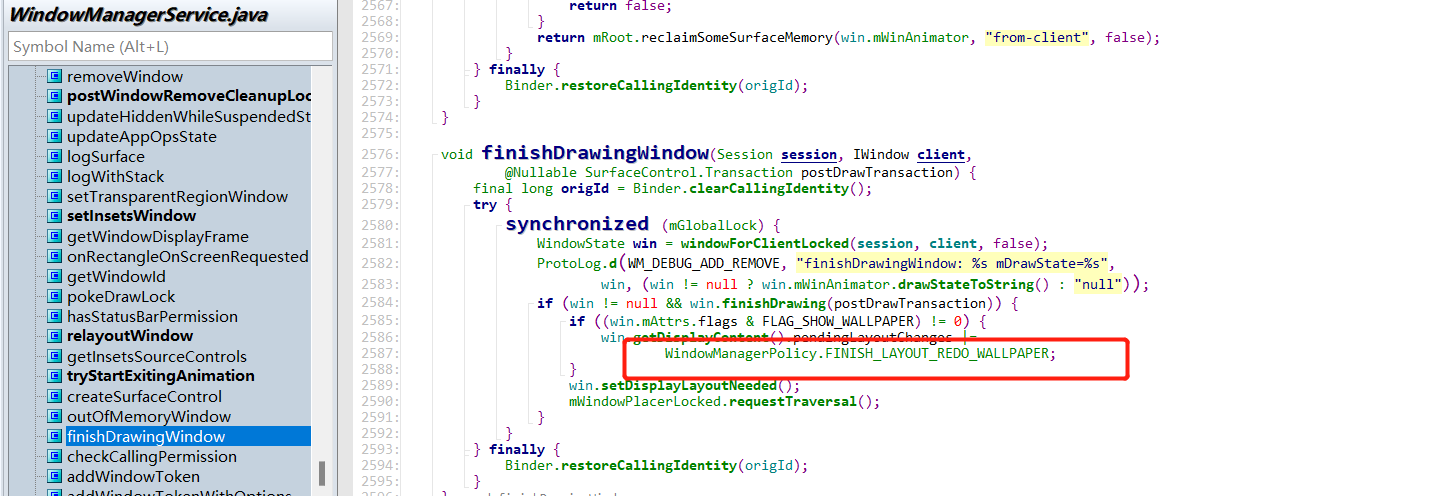 WindowManagerService.java
Symbol Name (Alt+L)
removeWindow
postWindowRemoveCleanupLoc
updateHiddenWhileSuspendedSt
updateAppOpsState
logSurface
logWithStack
setTransparentRegionWindow
setInsetsWindow
getWindowDisplayFrame
onRectangleOnScreenRequested
getWindowId
pokeDrawLock
hasStatusBarPermission
relayoutWindow
getInsetsSourceControls
tryStartExitingAnimation
createSurfaceControl
outOfMemoryWindow
finishDrawingWindow
checkCallingPermission
addWindowToken
addWindowTokenWithOptions
2567: return false;
2568: }
2569: return mRoot.reclaimSomeSurfaceMemory(win.mWinAnimator, "from-client", false);
2570: }
2571: } finally {
2572: Binder.restoreCallingIdentity(origId);
2573: }
2574: }
2575:
2576: void finishDrawingWindow(Session session, IWindow client,
2577: @Nullable SurfaceControl.Transaction postDrawTransaction) {
2578: final long origId = Binder.clearCallingIdentity();
2579: try {
2580: synchronized (mGlobalLock) {
2581: WindowState win = windowForClientLocked(session, client, false);
2582: ProtoLog.d(WM_DEBUG_ADD_REMOVE, "finishDrawingWindow: %s mDrawState=%s",
2583: win, (win != null ? win.mWinAnimator.drawStateToString() : "null"));
2584: if (win != null && win.finishDrawing(postDrawTransaction)) {
2585: if ((win.mAttrs.flags & FLAG_SHOW_WALLPAPER) != 0) {
2586: win.getDisplayContent().pendingLayoutChanges |=
2587: WindowManagerPolicy.FINISH_LAYOUT_REDO_WALLPAPER;
2588: }
2589: win.setDisplayLayoutNeeded();
2590: mWindowPlacerLocked.requestTraversal();
2591: }
2592: }
2593: } finally {
2594: Binder.restoreCallingIdentity(origId);
2595: }